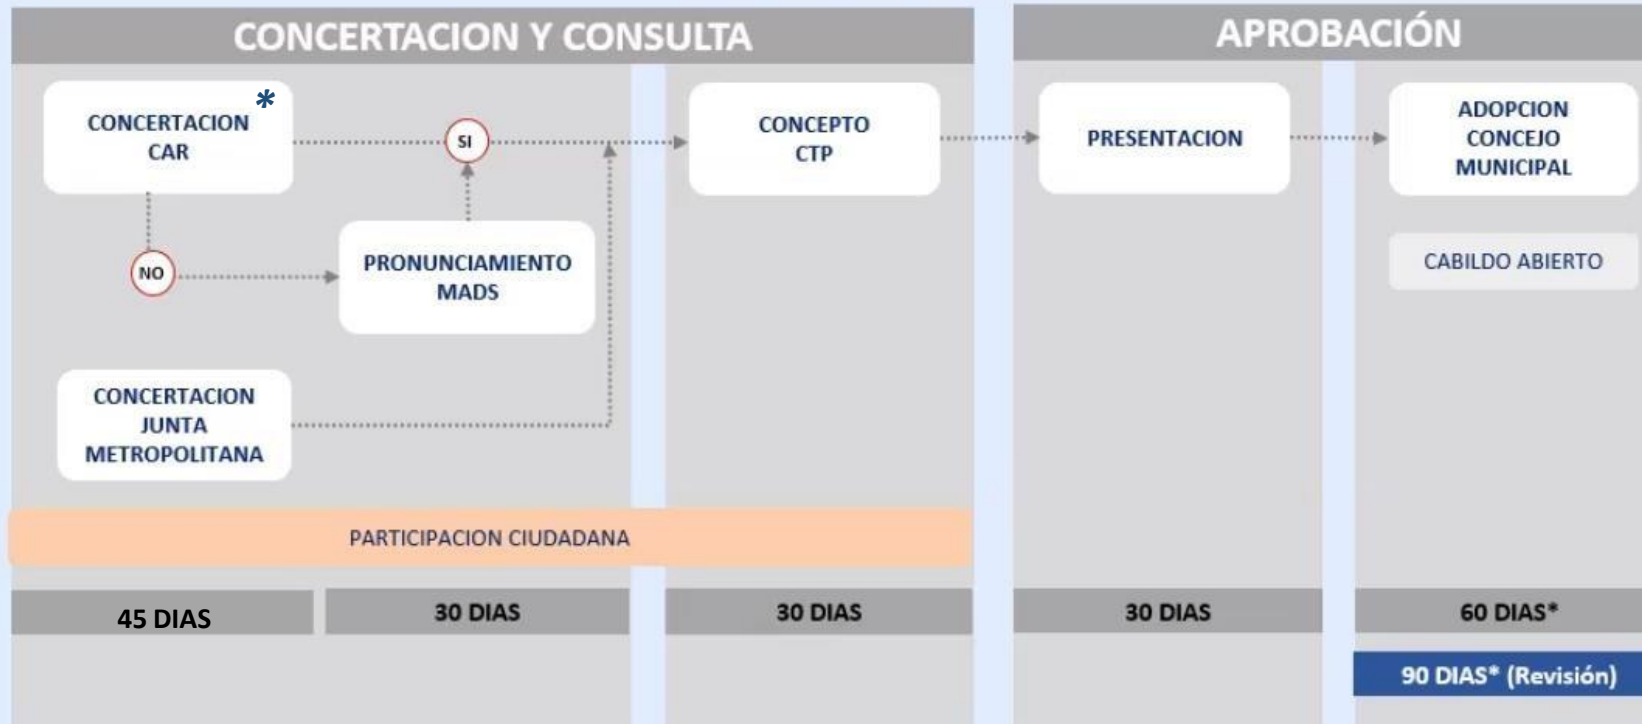 CONCERTACION Y CONSULTA
APROBACIÓN
CONCERTACION *
CAR
SI
NO
PRONUNCIAMIENTO
MADS
CONCERTACION
JUNTA
METROPOLITANA
CONCEPTO
CTP
PRESENTACION
ADOPCION
CONCEJO
MUNICIPAL
CABILDO ABIERTO
PARTICIPACION CIUDADANA
45 DIAS
30 DIAS
30 DIAS
30 DIAS
60 DIAS*
90 DIAS* (Revisión)